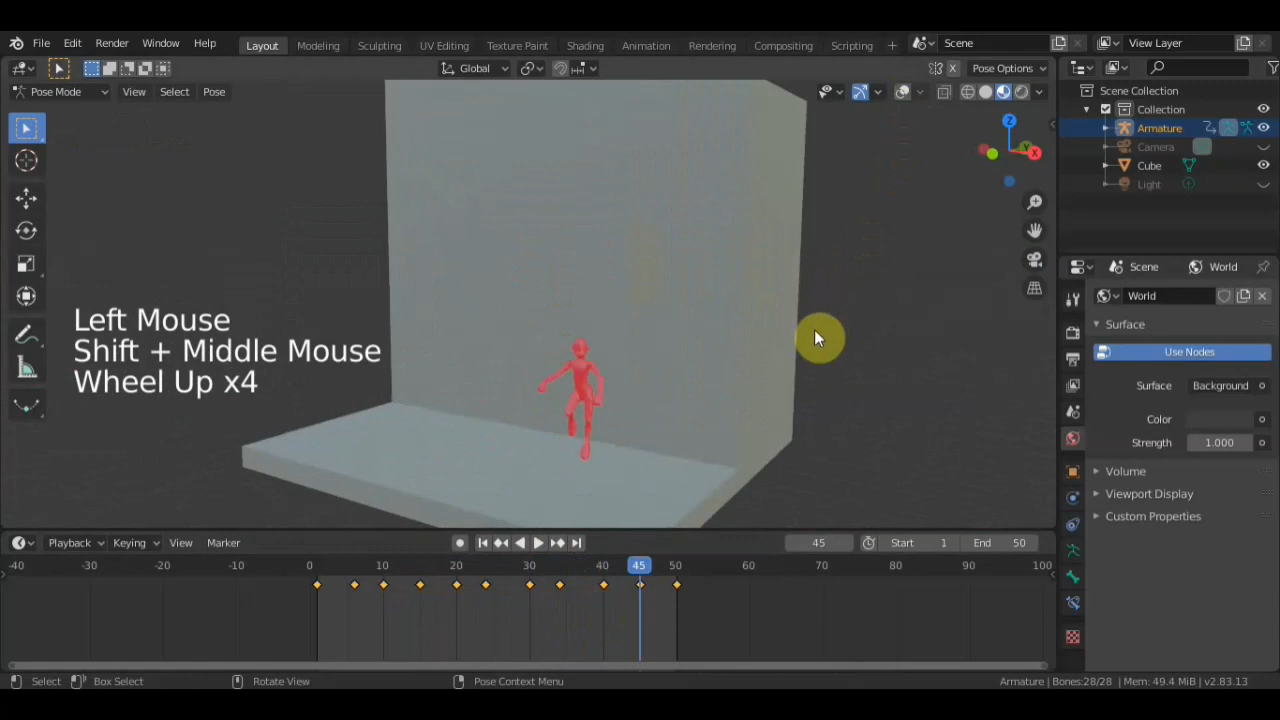 File Edit Render Window Help
Layout Modeling Sculpting UV Editing Texture Paint Shading Animation Rendering Compositing Scripting +
Scene View Layer
Global Pose Options
Pose Mode View Select Pose
Z
Y
X
Left Mouse
Shift + Middle Mouse
Wheel Up x4
Scene Collection
Collection
Armature
Camera
Cube
Light
Scene World
World
Surface
Use Nodes
Surface Background
Color
Strength 1.000
Volume
Viewport Display
Custom Properties
Playback Keying View Marker 45 Start 1 End 50
-40 -30 -20 -10 0 10 20 30 40 45 50 60 70 80 90 100
Select Box Select Rotate View Pose Context Menu Armature | Bones:28/28 | Mem: 49.4 MiB | v2.83.13